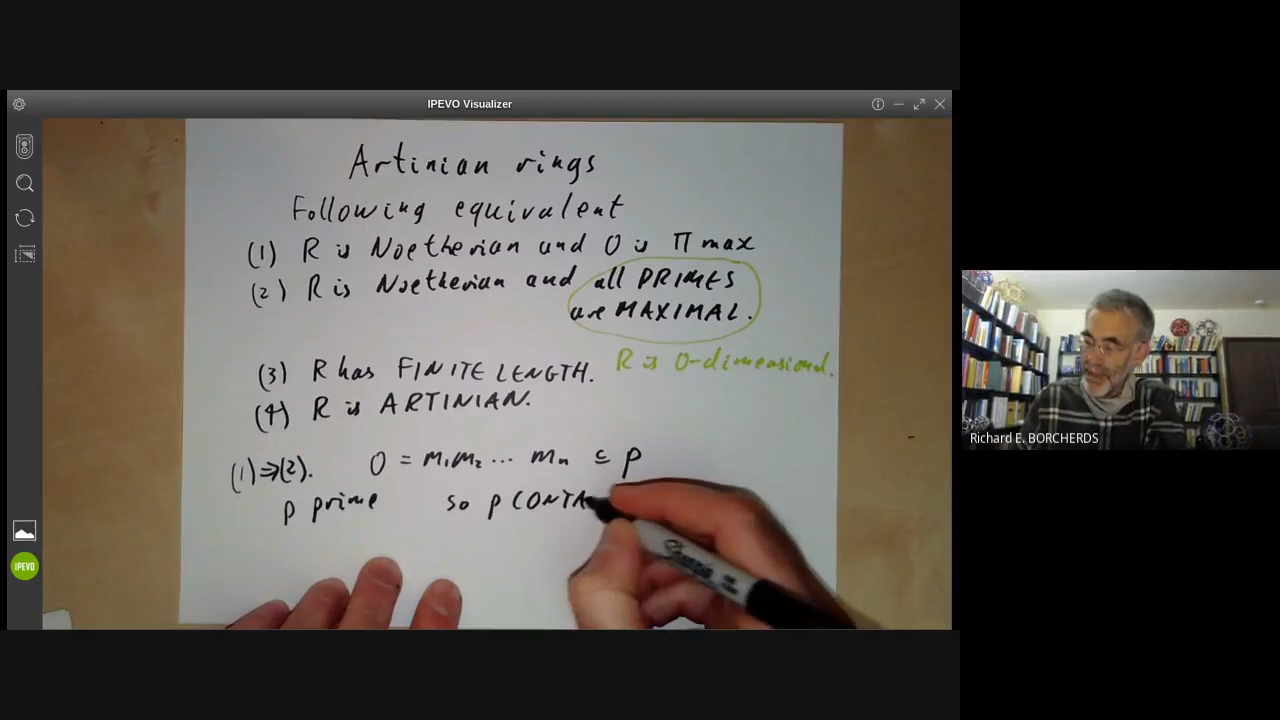 IPEVO Visualizer
Artinian rings
Following equivalent
(1) R is Noetherian and 0 is Π max
(2) R is Noetherian and all PRIMES
are MAXIMAL.
R is 0-dimensional.
(3) R has FINITE LENGTH.
(4) R is ARTINIAN.
(1)⇒(2). 0 = m₁m₂... mₙ ⊆ p
p prime so p CONTA
Richard E. BORCHERDS
IPEVO